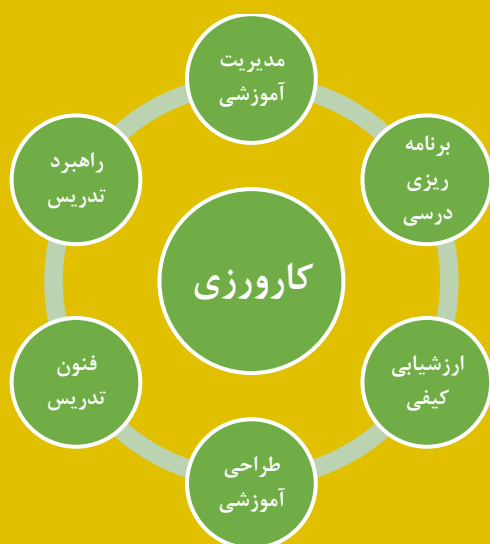 مدیریت
آموزشی
برنامه
ریزی
درسی
ارزشیابی
کیفی
طراحی
آموزشی
فنون
تدریس
راهبرد
تدریس
کارورزی